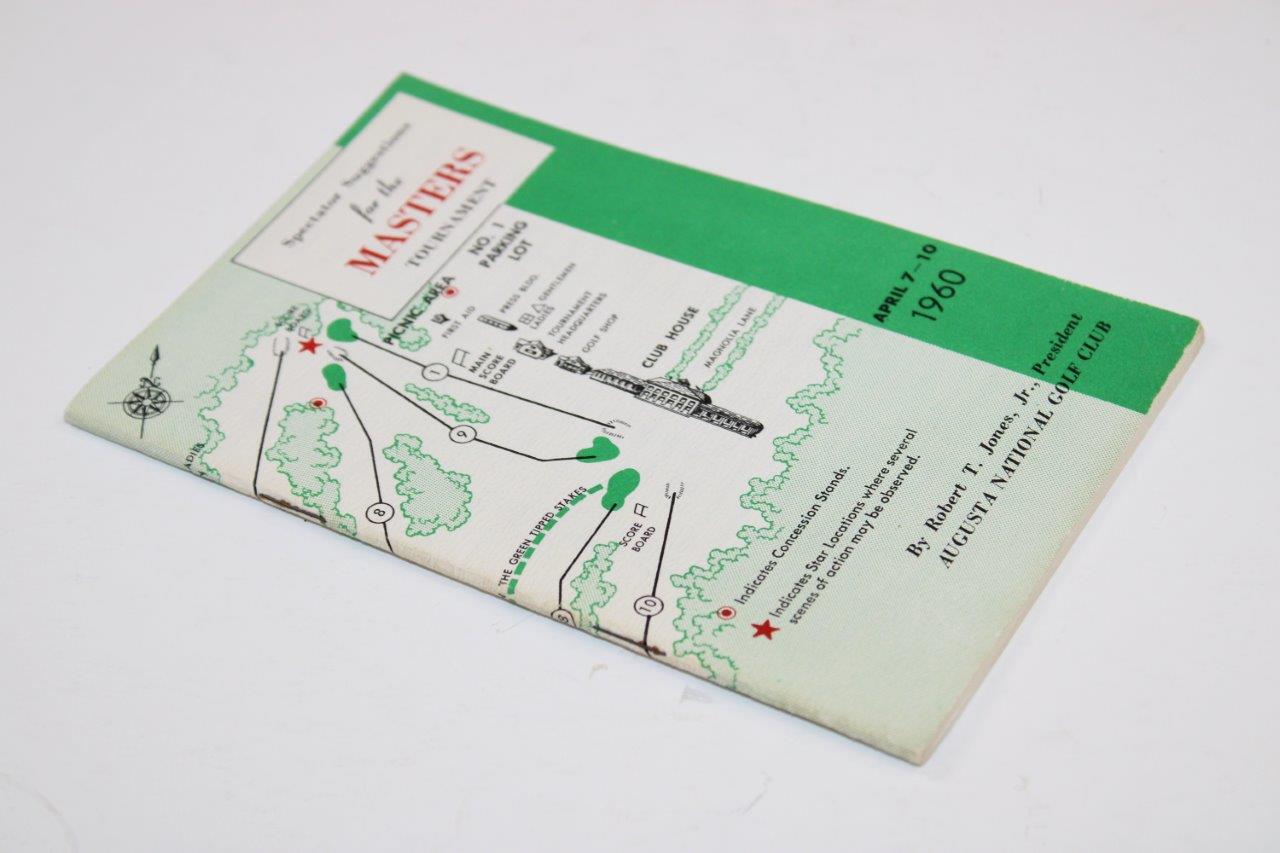 Spectator Suggestions
for the
MASTERS
TOURNAMENT
APRIL 7–10
1960
NO. 1
PARKING
LOT
PICNIC AREA
FIRST AID
PRESS BLDG.
GENTLEMEN
LADIES
TOURNAMENT
HEADQUARTERS
GOLF SHOP
MAIN
SCORE
BOARD
CLUB HOUSE
MAGNOLIA LANE
SCORE
BOARD
1
9
8
THE GREEN TIPPED STAKES
SCORE
BOARD
10
Indicates Concession Stands.
Indicates Star Locations where several
scenes of action may be observed.
By Robert T. Jones, Jr., President
AUGUSTA NATIONAL GOLF CLUB